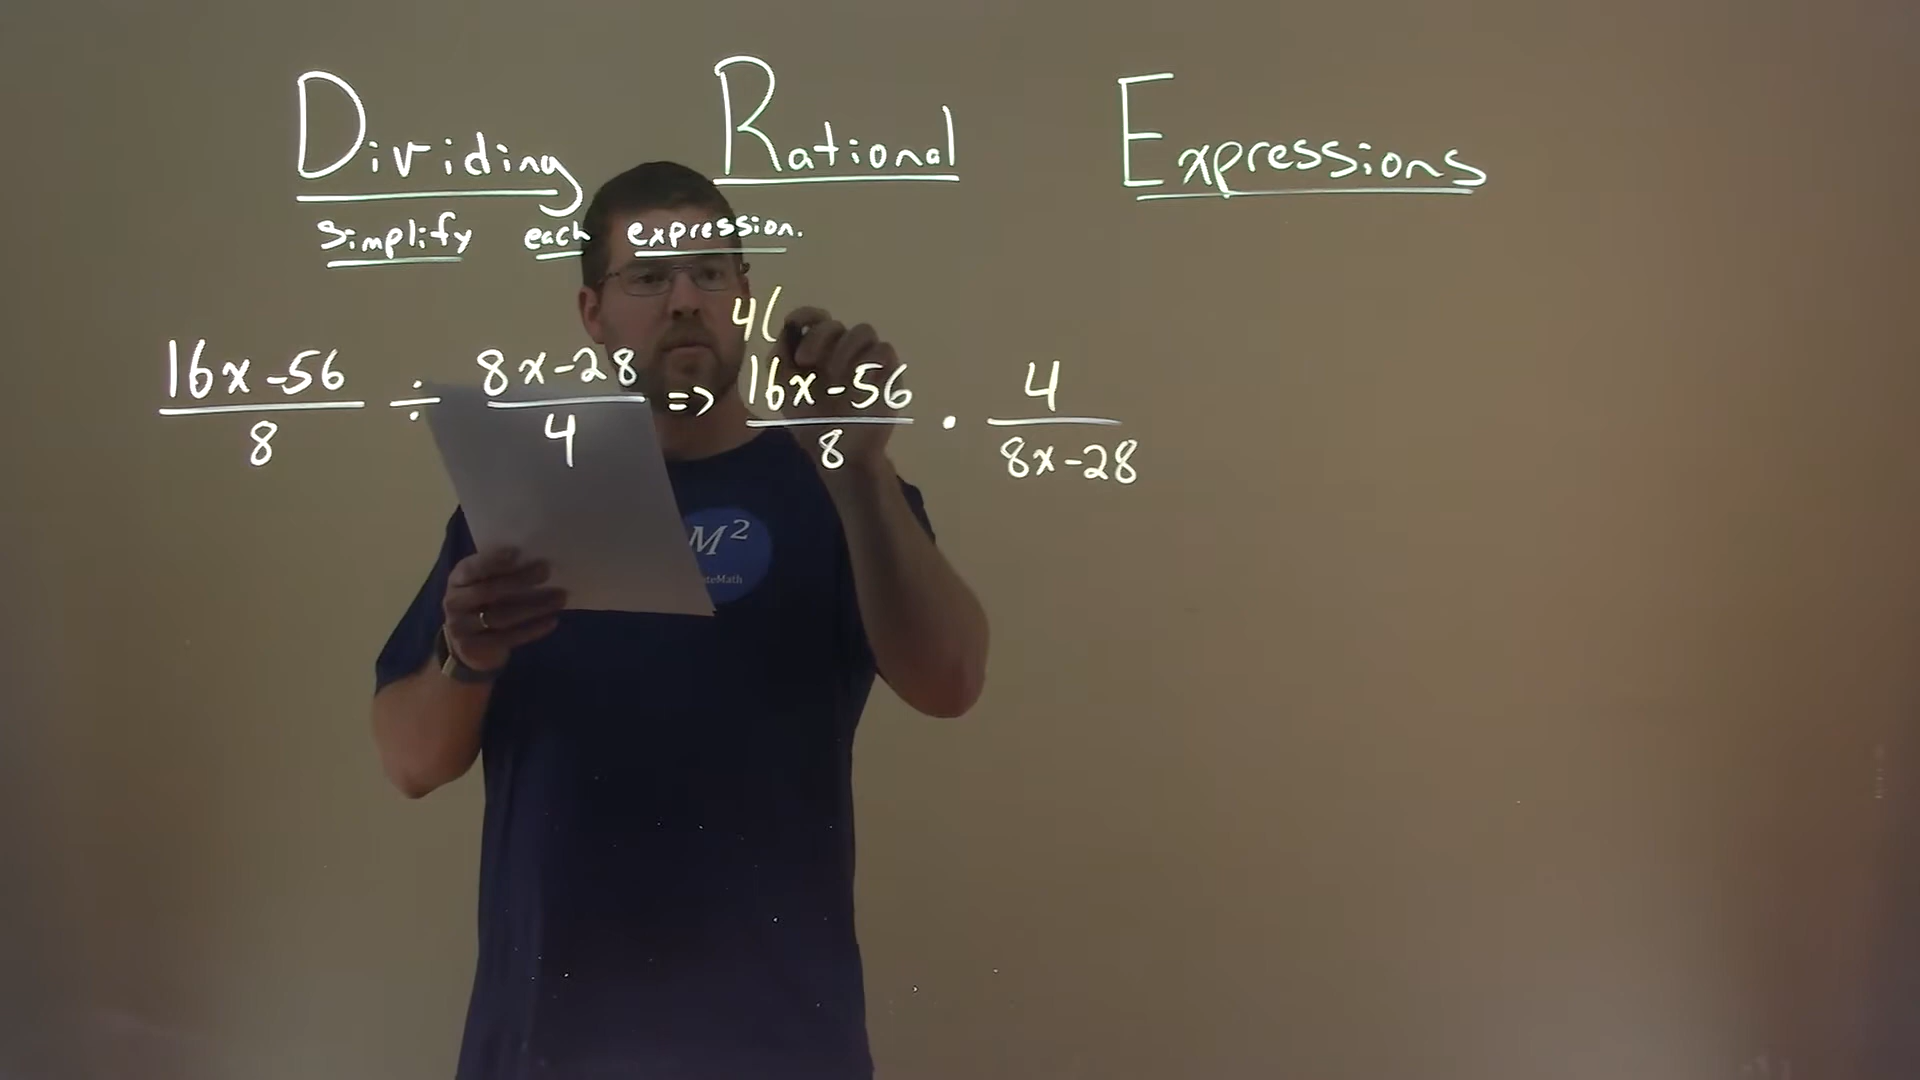 Dividing Rational Expressions
Simplify each expression.
4(
16x-56 / 8 ÷ 8x-28 / 4 => 16x-56 / 8 · 4 / 8x-28
M²